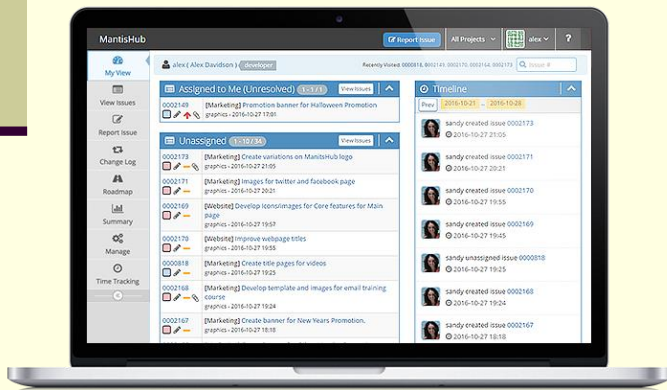 MantisHub
Report Issue
All Projects
alex
?
My View
View Issues
Report Issue
Change Log
Roadmap
Summary
Manage
Time Tracking
alex ( Alex Davidson ) developer
Recently Visited: 0000818, 0002149, 0002170, 0002168, 0002173
Issue #
Assigned to Me (Unresolved) 1 - 1 / 1
View Issues
0002149
[Marketing] Promotion banner for Halloween Promotion
graphics - 2016-10-27 17:01
Unassigned 1 - 10 / 34
View Issues
0002173
[Marketing] Create variations on ManitsHub logo
graphics - 2016-10-27 21:05
0002171
[Marketing] Images for twitter and facebook page
graphics - 2016-10-27 20:21
0002169
[Website] Develop icons/images for Core features for Main
page
graphics - 2016-10-27 19:57
0002170
[Website] Improve webpage titles
graphics - 2016-10-27 19:55
0000818
[Marketing] Create title pages for videos
graphics - 2016-10-27 19:25
0002168
[Marketing] Develop template and images for email training
course
graphics - 2016-10-27 19:24
0002167
[Marketing] Create banner for New Years Promotion.
graphics - 2016-10-27 18:18
Timeline
Prev
2016-10-21 .. 2016-10-28
sandy created issue 0002173
2016-10-27 21:05
sandy created issue 0002171
2016-10-27 20:21
sandy created issue 0002170
2016-10-27 19:55
sandy created issue 0002169
2016-10-27 19:45
sandy unassigned issue 0000818
2016-10-27 19:25
sandy created issue 0002168
2016-10-27 19:24
sandy created issue 0002167
2016-10-27 18:18